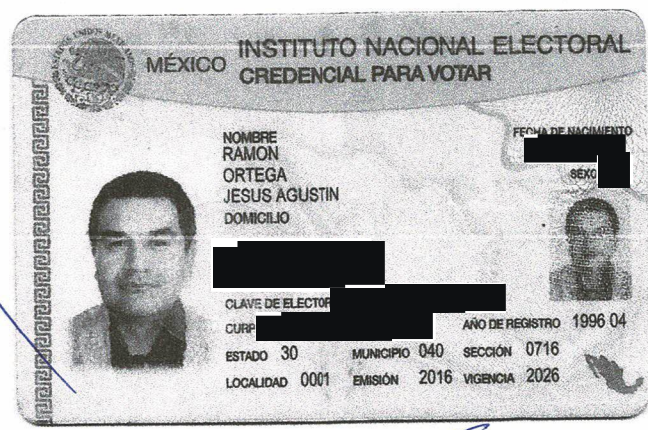 MÉXICO
INSTITUTO NACIONAL ELECTORAL
CREDENCIAL PARA VOTAR
NOMBRE
RAMON
ORTEGA
JESUS AGUSTIN
DOMICILIO
FECHA DE NACIMIENTO
SEXO
CLAVE DE ELECTOR
CURP
AÑO DE REGISTRO 1996 04
ESTADO 30 MUNICIPIO 040 SECCIÓN 0716
LOCALIDAD 0001 EMISIÓN 2016 VIGENCIA 2026